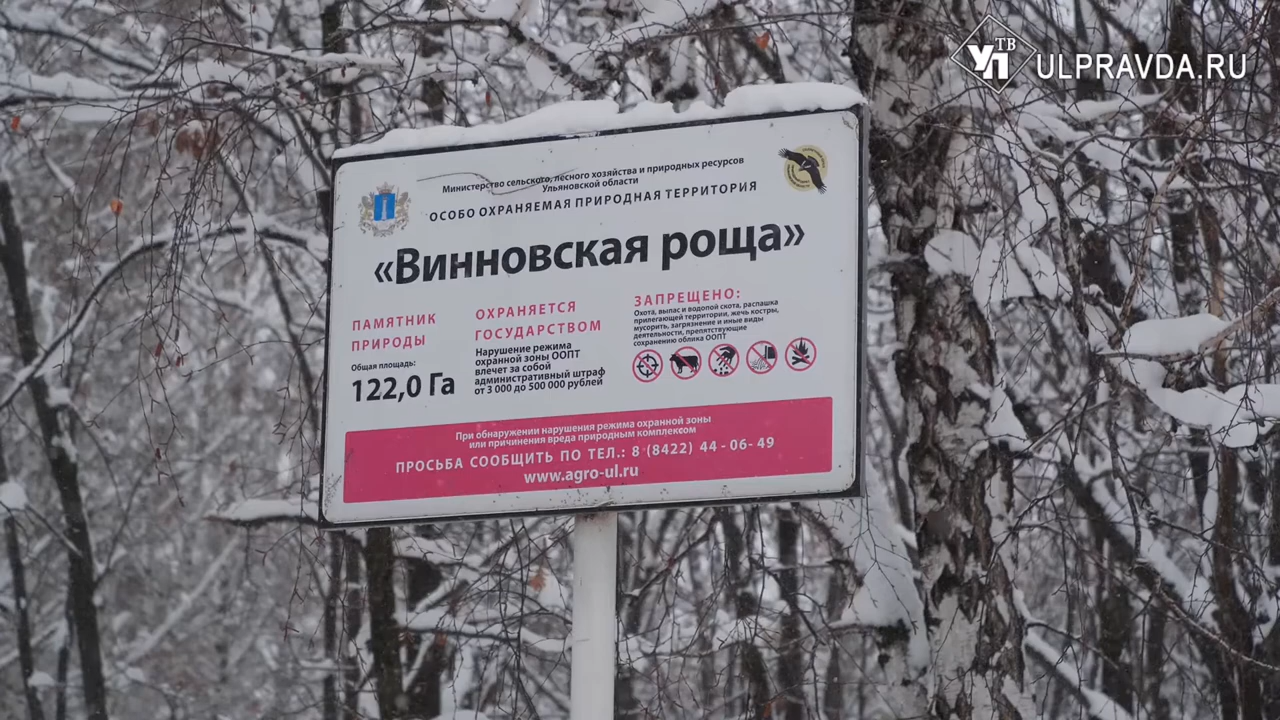 УП ТВ
ULPRAVDA.RU
Министерство сельского, лесного хозяйства и природных ресурсов
Ульяновской области
ОСОБО ОХРАНЯЕМАЯ ПРИРОДНАЯ ТЕРРИТОРИЯ
«Винновская роща»
ПАМЯТНИК
ПРИРОДЫ
Общая площадь:
122,0 Га
ОХРАНЯЕТСЯ
ГОСУДАРСТВОМ
Нарушение режима
охранной зоны ООПТ
влечет за собой
административный штраф
от 3 000 до 500 000 рублей
ЗАПРЕЩЕНО:
Охота, выпас и водопой скота, распашка
прилегающей территории, жечь костры,
мусорить, загрязнение и иные виды
деятельности, препятствующие
сохранению облика ООПТ
При обнаружении нарушения режима охранной зоны
или причинения вреда природным комплексом
ПРОСЬБА СООБЩИТЬ ПО ТЕЛ.: 8 (8422) 44 - 06- 49
www.agro-ul.ru